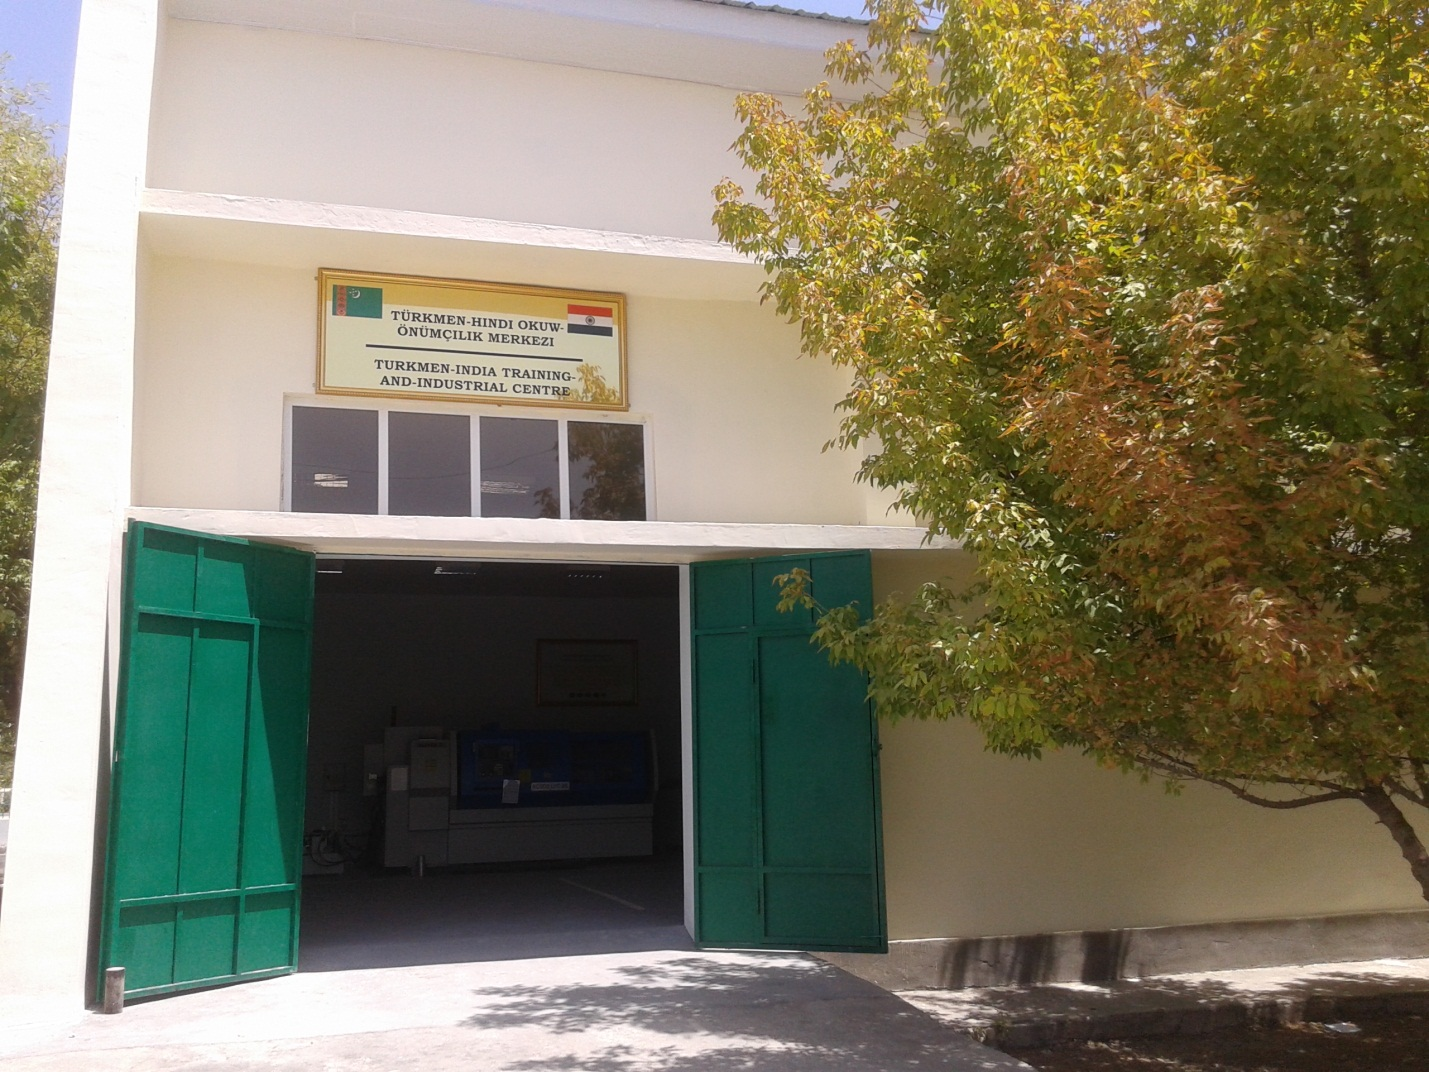 TÜRKMEN-HINDI OKUW-
ÖNÜMÇILIK MERKEZI
TURKMEN-INDIA TRAINING-
AND-INDUSTRIAL CENTRE